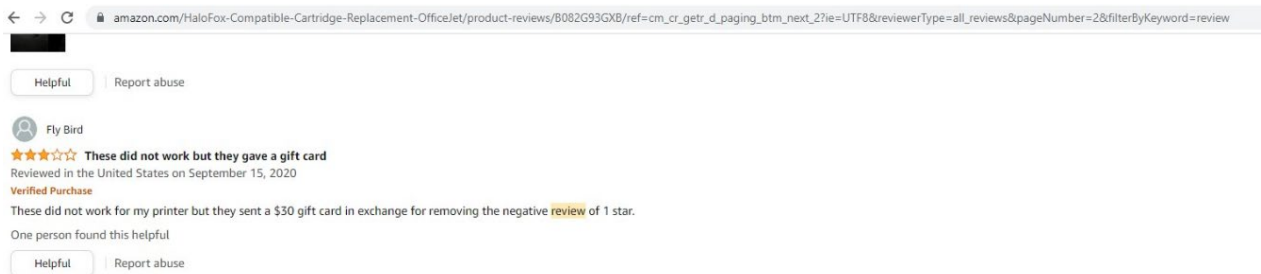 amazon.com/HaloFox-Compatible-Cartridge-Replacement-OfficeJet/product-reviews/B082G93GXB/ref=cm_cr_getr_d_paging_btm_next_2?ie=UTF8&reviewerType=all_reviews&pageNumber=2&filterByKeyword=review
Helpful Report abuse
Fly Bird
These did not work but they gave a gift card
Reviewed in the United States on September 15, 2020
Verified Purchase
These did not work for my printer but they sent a $30 gift card in exchange for removing the negative review of 1 star.
One person found this helpful
Helpful Report abuse